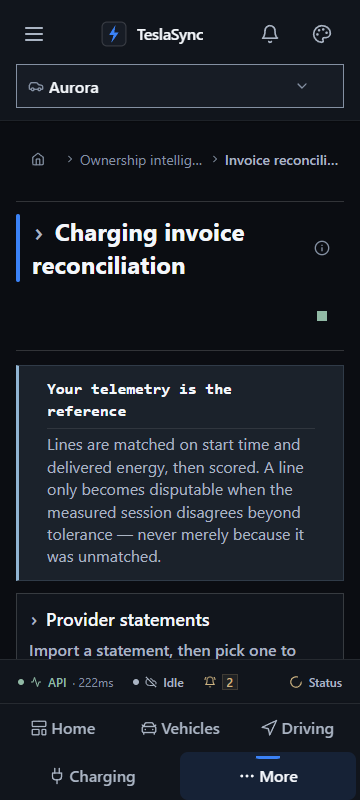 TeslaSync
Aurora
Ownership intellig... Invoice reconcili...
Charging invoice
reconciliation
Your telemetry is the
reference
Lines are matched on start time and
delivered energy, then scored. A line
only becomes disputable when the
measured session disagrees beyond
tolerance — never merely because it
was unmatched.
Provider statements
Import a statement, then pick one to
API · 222ms Idle 2 Status
Home Vehicles Driving
Charging More